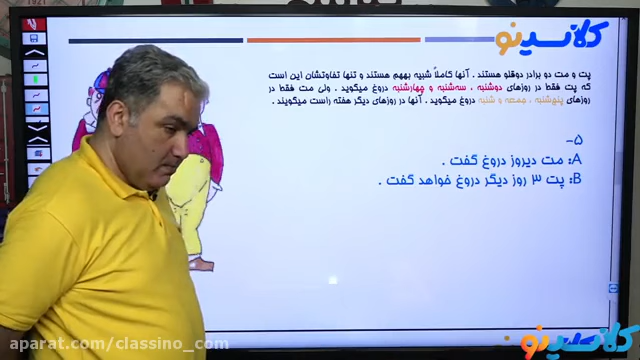 کلاسینو
پت و مت دو برادر دوقلو هستند . آنها کاملاً شبیه بههم هستند و تنها تفاوتشان این است
که پت فقط در روزهای دوشنبه ، سه‌شنبه و چهارشنبه دروغ میگوید . ولی مت فقط در
روزهای پنج‌شنبه ، جمعه و شنبه دروغ میگوید . آنها در روزهای دیگر هفته راست میگویند .
۵-
A: مت دیروز دروغ گفت .
B: پت ۳ روز دیگر دروغ خواهد گفت .
aparat.com/classino_com
کلاسینو